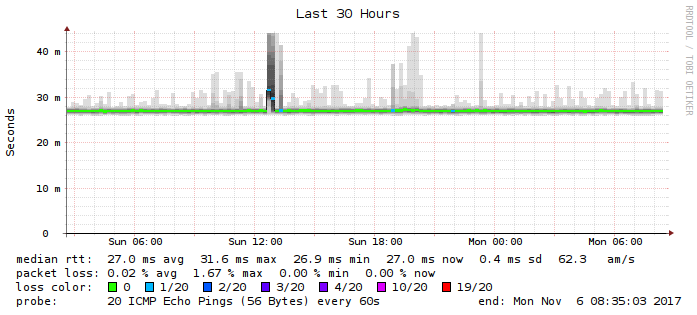 Last 30 Hours
RRDTOOL / TOBI OETIKER
Seconds
40 m
30 m
20 m
10 m
0
Sun 06:00 Sun 12:00 Sun 18:00 Mon 00:00 Mon 06:00
median rtt: 27.0 ms avg 31.6 ms max 26.9 ms min 27.0 ms now 0.4 ms sd 62.3 am/s
packet loss: 0.02 % avg 1.67 % max 0.00 % min 0.00 % now
loss color: 0 1/20 2/20 3/20 4/20 10/20 19/20
probe: 20 ICMP Echo Pings (56 Bytes) every 60s end: Mon Nov 6 08:35:03 2017